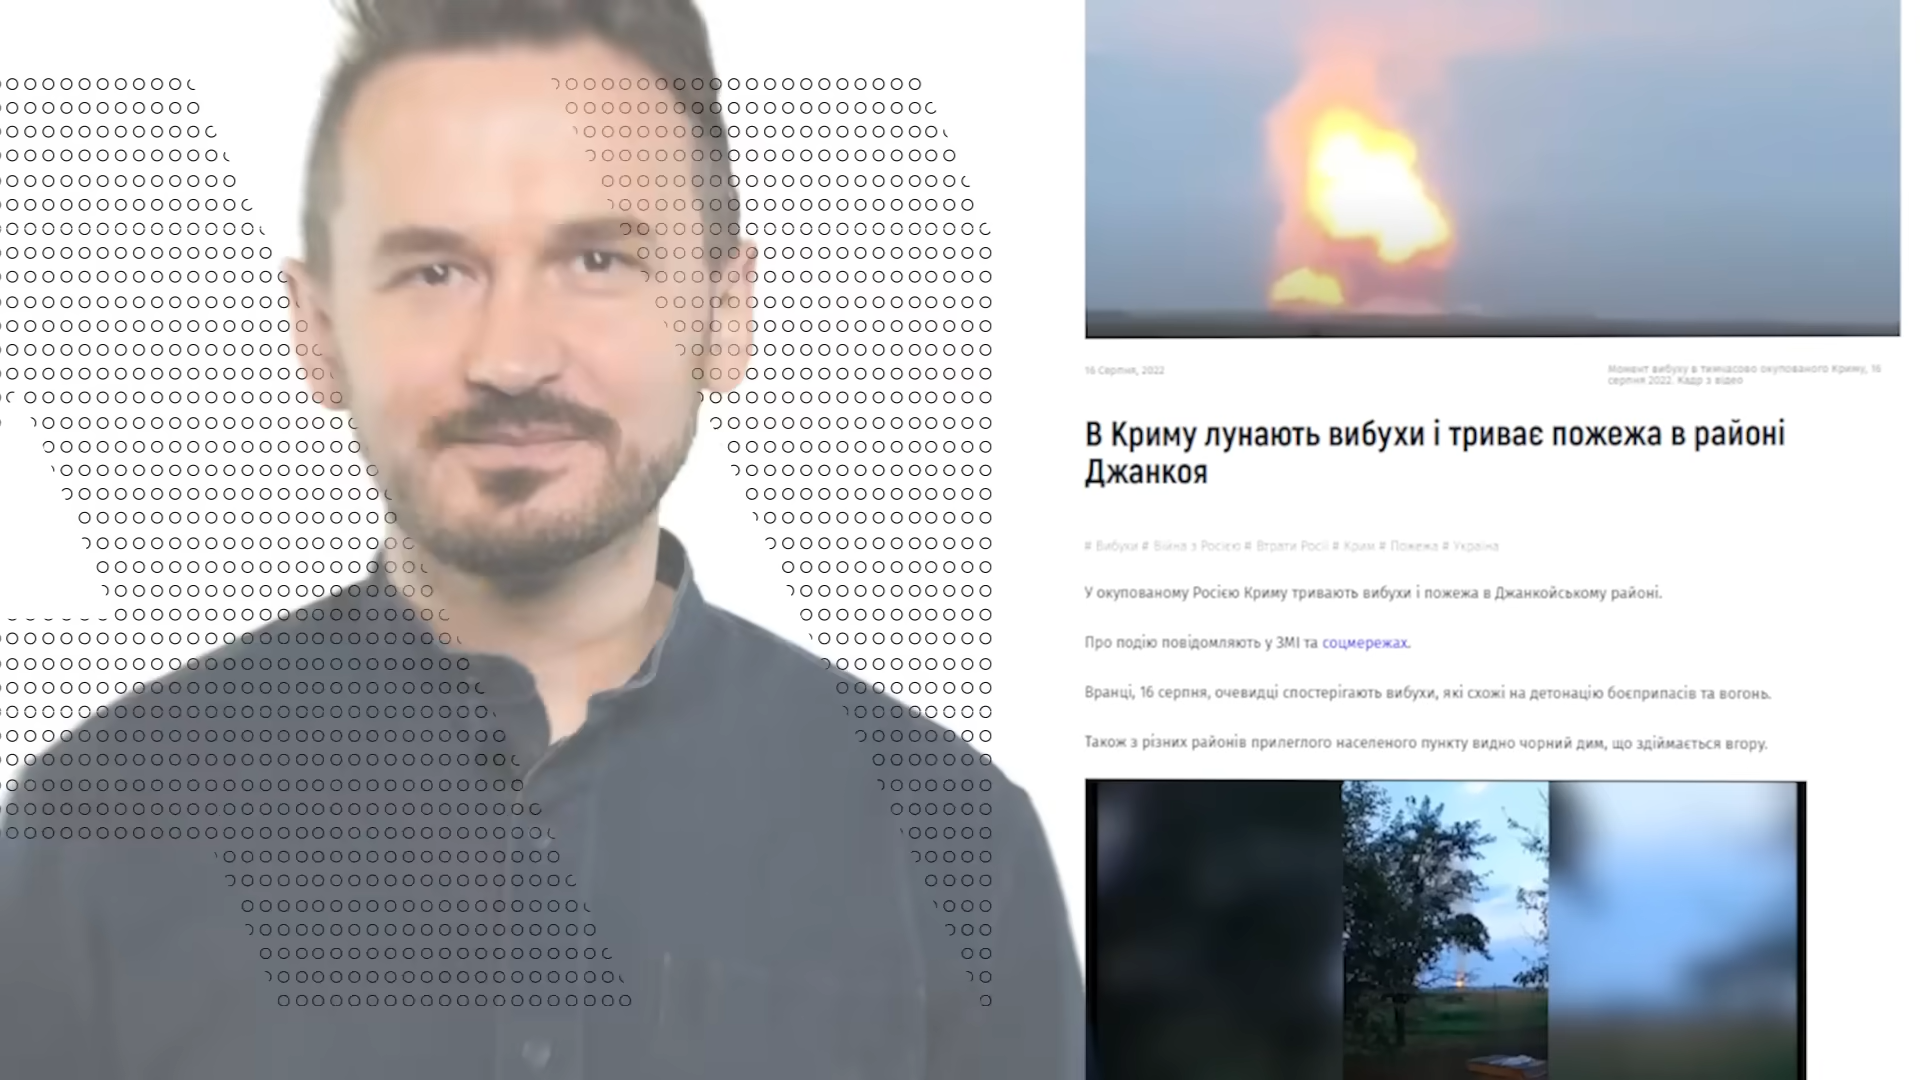 16 Серпня, 2022
Момент вибуху в тимчасово окупованого Криму, 16
серпня 2022. Кадр з відео
В Криму лунають вибухи і триває пожежа в районі
Джанкоя
# Вибухи # Війна з Росією # Втрати Росії # Крим # Пожежа # Україна
У окупованому Росією Криму тривають вибухи і пожежа в Джанкойському районі.
Про подію повідомляють у ЗМІ та соцмережах.
Вранці, 16 серпня, очевидці спостерігають вибухи, які схожі на детонацію боєприпасів та вогонь.
Також з різних районів прилеглого населеного пункту видно чорний дим, що здіймається вгору.